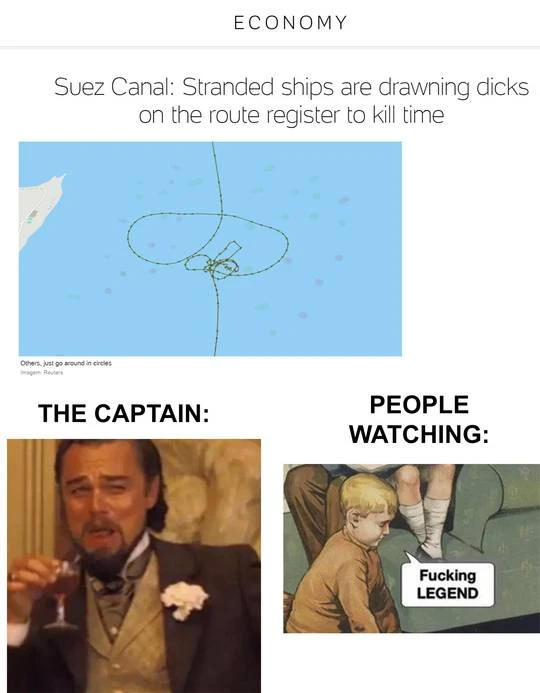 ECONOMY
Suez Canal: Stranded ships are drawning dicks
on the route register to kill time
Others, just go around in circles
Imagem: Reuters
THE CAPTAIN:
PEOPLE
WATCHING:
Fucking
LEGEND